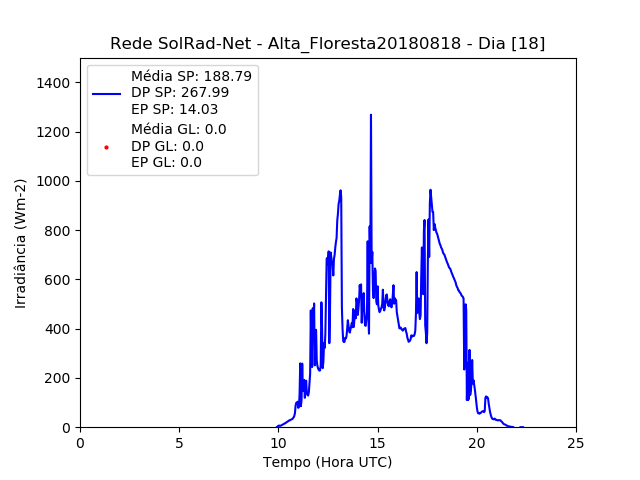 Rede SolRad-Net - Alta_Floresta20180818 - Dia [18]
Média SP: 188.79
DP SP: 267.99
EP SP: 14.03
Média GL: 0.0
DP GL: 0.0
EP GL: 0.0
1400
1200
1000
800
600
400
200
0
Irradiância (Wm-2)
0 5 10 15 20 25
Tempo (Hora UTC)